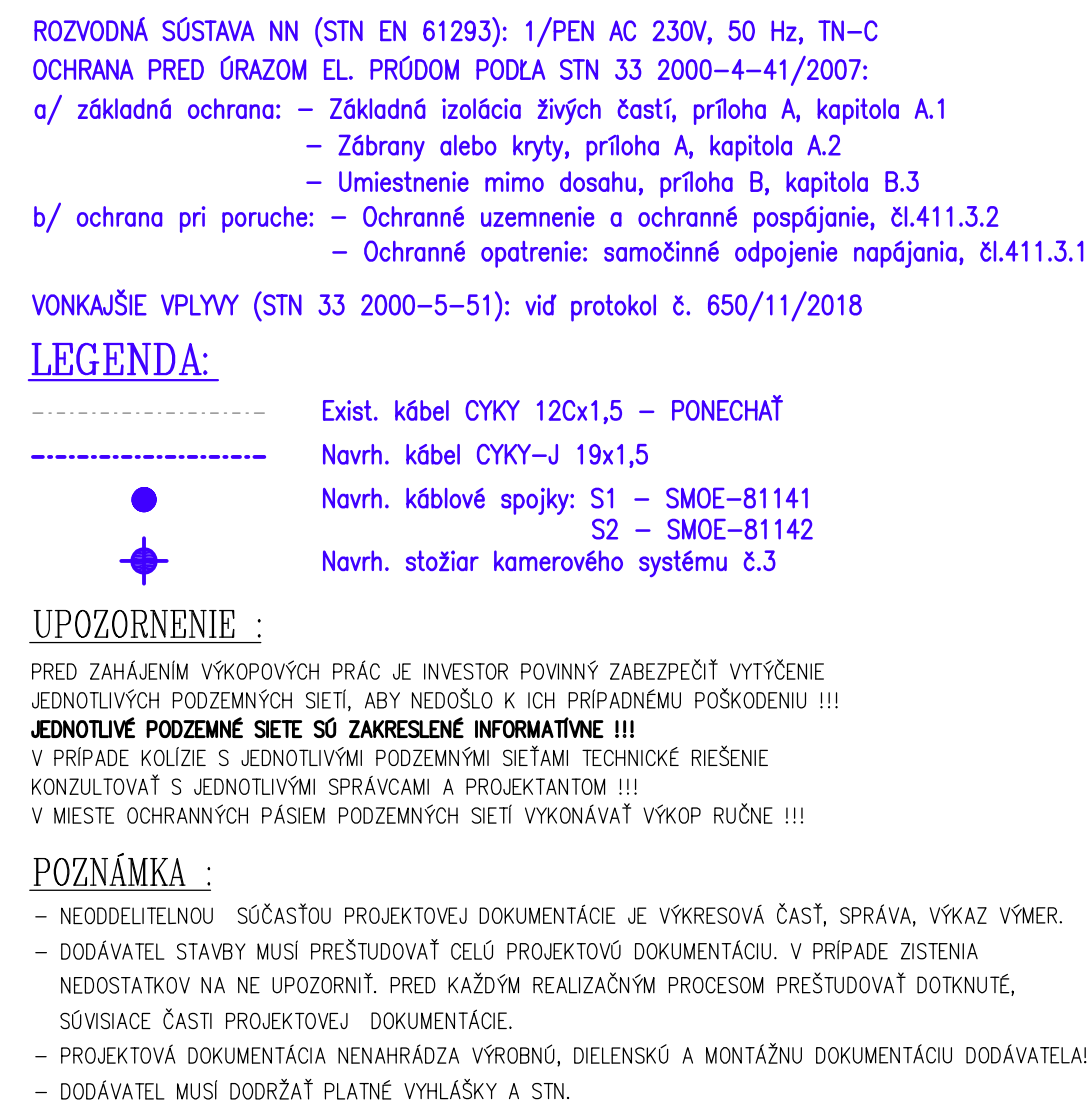 ROZVODNÁ SÚSTAVA NN (STN EN 61293): 1/PEN AC 230V, 50 Hz, TN-C
OCHRANA PRED ÚRAZOM EL. PRÚDOM PODĽA STN 33 2000-4-41/2007:
a/ základná ochrana: - Základná izolácia živých častí, príloha A, kapitola A.1
- Zábrany alebo kryty, príloha A, kapitola A.2
- Umiestnenie mimo dosahu, príloha B, kapitola B.3
b/ ochrana pri poruche: - Ochranné uzemnenie a ochranné pospájanie, čl.411.3.2
- Ochranné opatrenie: samočinné odpojenie napájania, čl.411.3.1
VONKAJŠIE VPLYVY (STN 33 2000-5-51): viď protokol č. 650/11/2018
LEGENDA:
Exist. kábel CYKY 12Cx1,5 - PONECHAŤ
Navrh. kábel CYKY-J 19x1,5
Navrh. káblové spojky: S1 - SMOE-81141
S2 - SMOE-81142
Navrh. stožiar kamerového systému č.3
UPOZORNENIE :
PRED ZAHÁJENÍM VÝKOPOVÝCH PRÁC JE INVESTOR POVINNÝ ZABEZPEČIŤ VYTÝČENIE
JEDNOTLIVÝCH PODZEMNÝCH SIETÍ, ABY NEDOŠLO K ICH PRÍPADNÉMU POŠKODENIU !!!
JEDNOTLIVÉ PODZEMNÉ SIETE SÚ ZAKRESLENÉ INFORMATÍVNE !!!
V PRÍPADE KOLÍZIE S JEDNOTLIVÝMI PODZEMNÝMI SIEŤAMI TECHNICKÉ RIEŠENIE
KONZULTOVAŤ S JEDNOTLIVÝMI SPRÁVCAMI A PROJEKTANTOM !!!
V MIESTE OCHRANNÝCH PÁSIEM PODZEMNÝCH SIETÍ VYKONÁVAŤ VÝKOP RUČNE !!!
POZNÁMKA :
- NEODDELITELNOU SÚČASŤOU PROJEKTOVEJ DOKUMENTÁCIE JE VÝKRESOVÁ ČASŤ, SPRÁVA, VÝKAZ VÝMER.
- DODÁVATEL STAVBY MUSÍ PREŠTUDOVAŤ CELÚ PROJEKTOVÚ DOKUMENTÁCIU. V PRÍPADE ZISTENIA
NEDOSTATKOV NA NE UPOZORNIŤ. PRED KAŽDÝM REALIZAČNÝM PROCESOM PREŠTUDOVAŤ DOTKNUTÉ,
SÚVISIACE ČASTI PROJEKTOVEJ DOKUMENTÁCIE.
- PROJEKTOVÁ DOKUMENTÁCIA NENAHRÁDZA VÝROBNÚ, DIELENSKÚ A MONTÁŽNU DOKUMENTÁCIU DODÁVATELA!
- DODÁVATEL MUSÍ DODRŽAŤ PLATNÉ VYHLÁŠKY A STN.